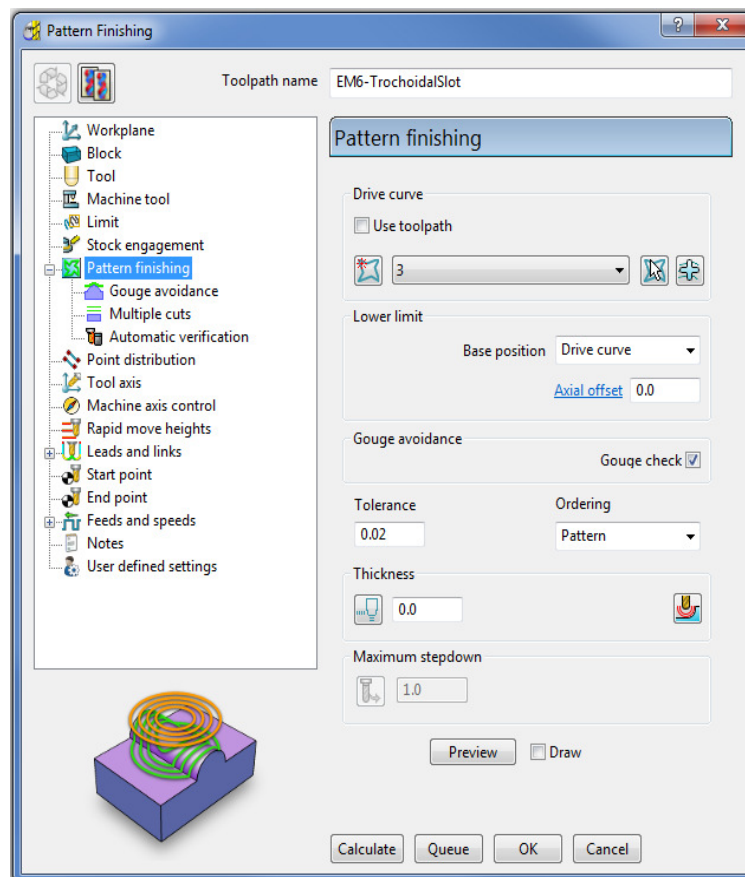 Pattern Finishing
?
X
Toolpath name
EM6-TrochoidalSlot
Workplane
Block
Tool
Machine tool
Limit
Stock engagement
Pattern finishing
Gouge avoidance
Multiple cuts
Automatic verification
Point distribution
Tool axis
Machine axis control
Rapid move heights
Leads and links
Start point
End point
Feeds and speeds
Notes
User defined settings
Pattern finishing
Drive curve
Use toolpath
3
Lower limit
Base position Drive curve
Axial offset 0.0
Gouge avoidance
Gouge check
Tolerance Ordering
0.02 Pattern
Thickness
0.0
Maximum stepdown
1.0
Preview Draw
Calculate Queue OK Cancel